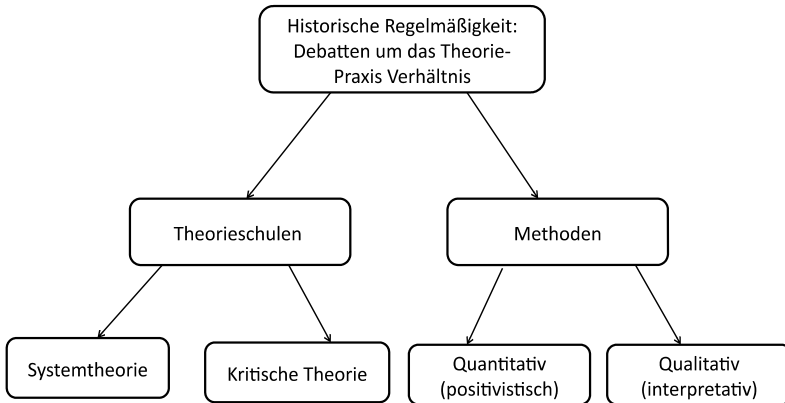 Historische Regelmäßigkeit:
Debatten um das Theorie-
Praxis Verhältnis
Theorieschulen
Methoden
Systemtheorie
Kritische Theorie
Quantitativ
(positivistisch)
Qualitativ
(interpretativ)